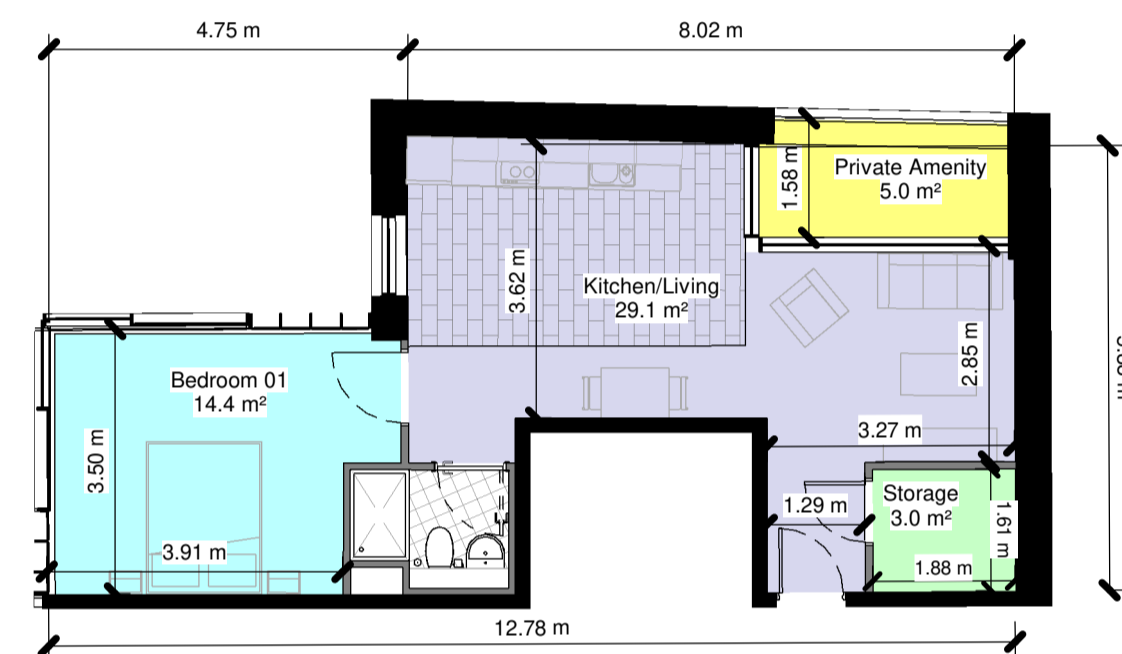 4.75 m
8.02 m
Private Amenity
5.0 m²
1.58 m
Kitchen/Living
29.1 m²
3.62 m
2.85 m
Bedroom 01
14.4 m²
3.50 m
3.91 m
3.27 m
1.29 m
Storage
3.0 m²
1.61 m
1.88 m
12.78 m